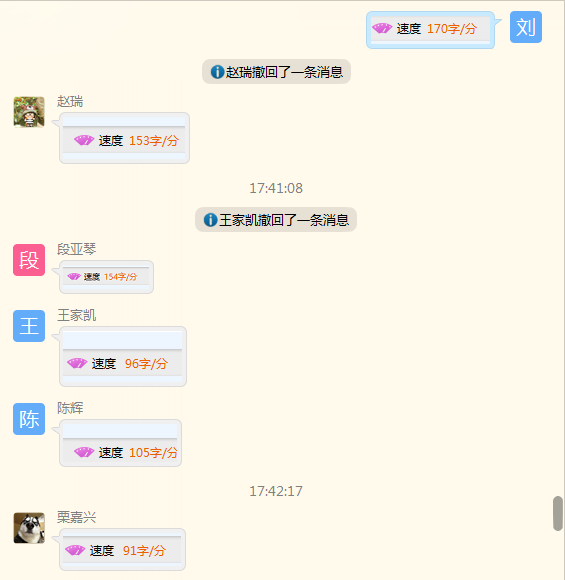 速度 170字/分
刘
赵瑞撤回了一条消息
赵瑞
速度 153字/分
17:41:08
王家凯撤回了一条消息
段亚琴
段
速度 154字/分
王家凯
王
速度 96字/分
陈辉
陈
速度 105字/分
17:42:17
栗嘉兴
速度 91字/分